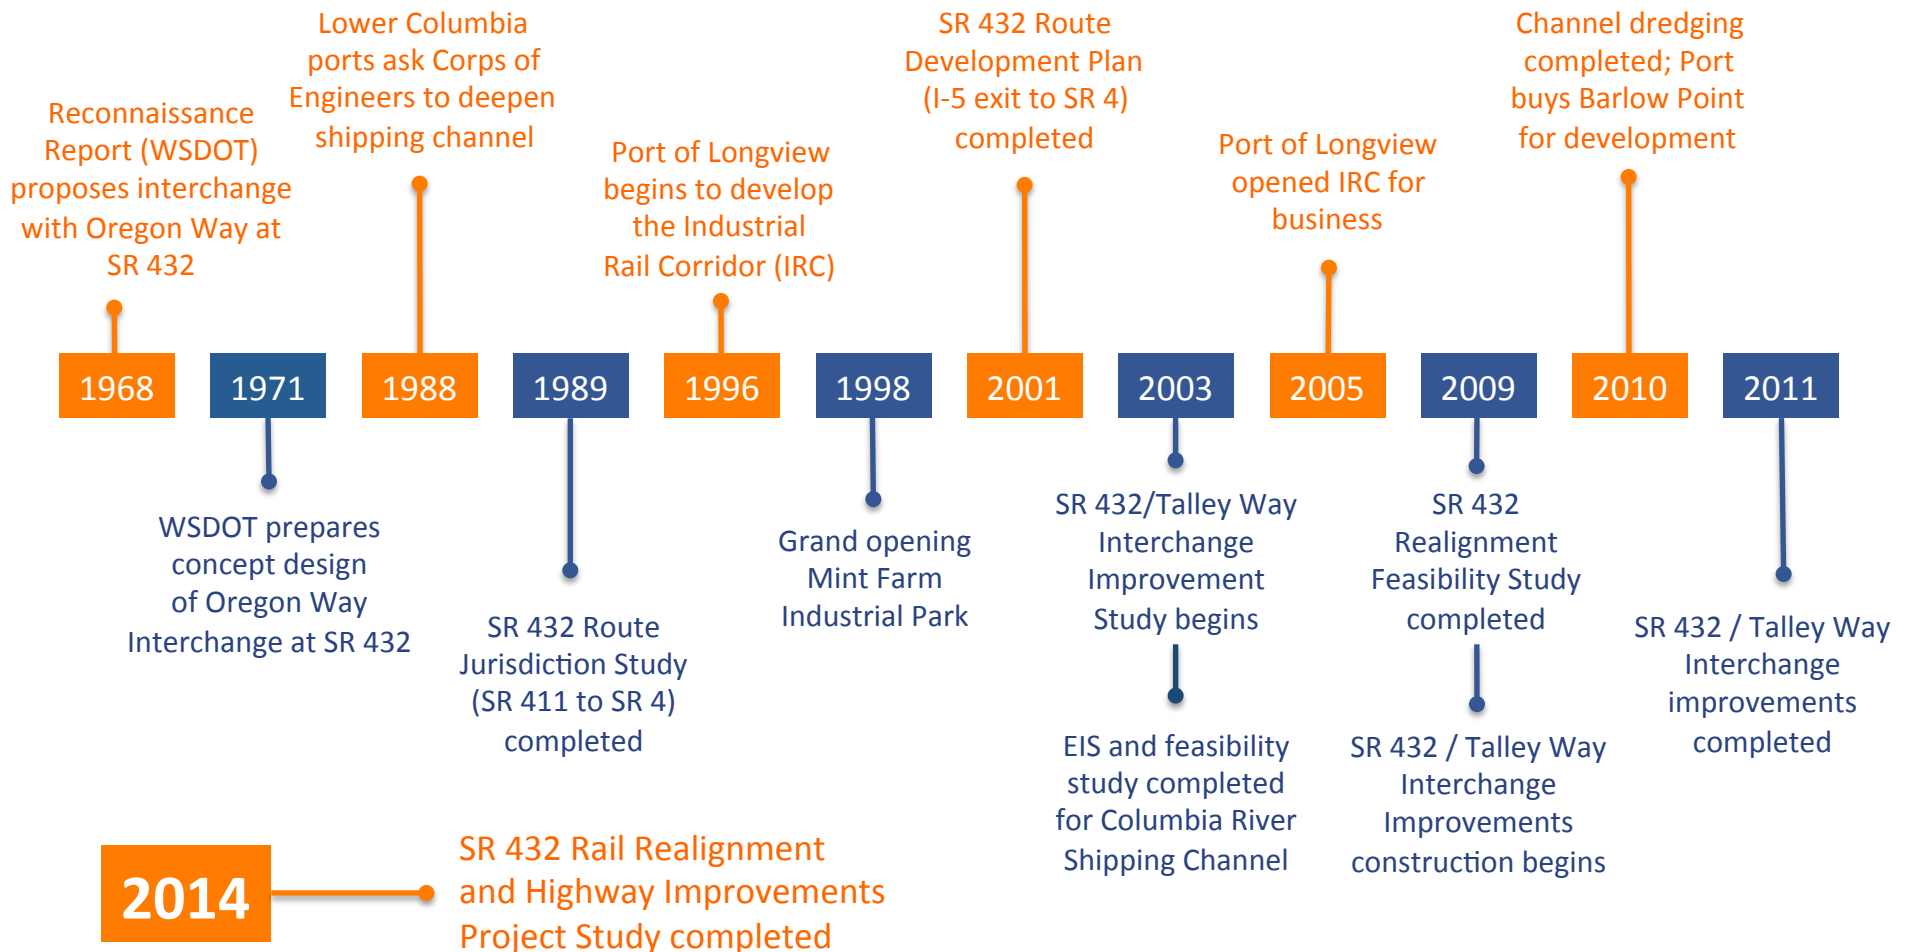 Reconnaissance
Report (WSDOT)
proposes interchange
with Oregon Way at
SR 432
Lower Columbia
ports ask Corps of
Engineers to deepen
shipping channel
Port of Longview
begins to develop
the Industrial
Rail Corridor (IRC)
SR 432 Route
Development Plan
(I-5 exit to SR 4)
completed
Port of Longview
opened IRC for
business
Channel dredging
completed; Port
buys Barlow Point
for development
1968
1971
1988
1989
1996
1998
2001
2003
2005
2009
2010
2011
WSDOT prepares
concept design
of Oregon Way
Interchange at SR 432
SR 432 Route
Jurisdiction Study
(SR 411 to SR 4)
completed
Grand opening
Mint Farm
Industrial Park
SR 432/Talley Way
Interchange
Improvement
Study begins
EIS and feasibility
study completed
for Columbia River
Shipping Channel
SR 432
Realignment
Feasibility Study
completed
SR 432 / Talley Way
Interchange
Improvements
construction begins
SR 432 / Talley Way
Interchange
improvements
completed
2014
SR 432 Rail Realignment
and Highway Improvements
Project Study completed